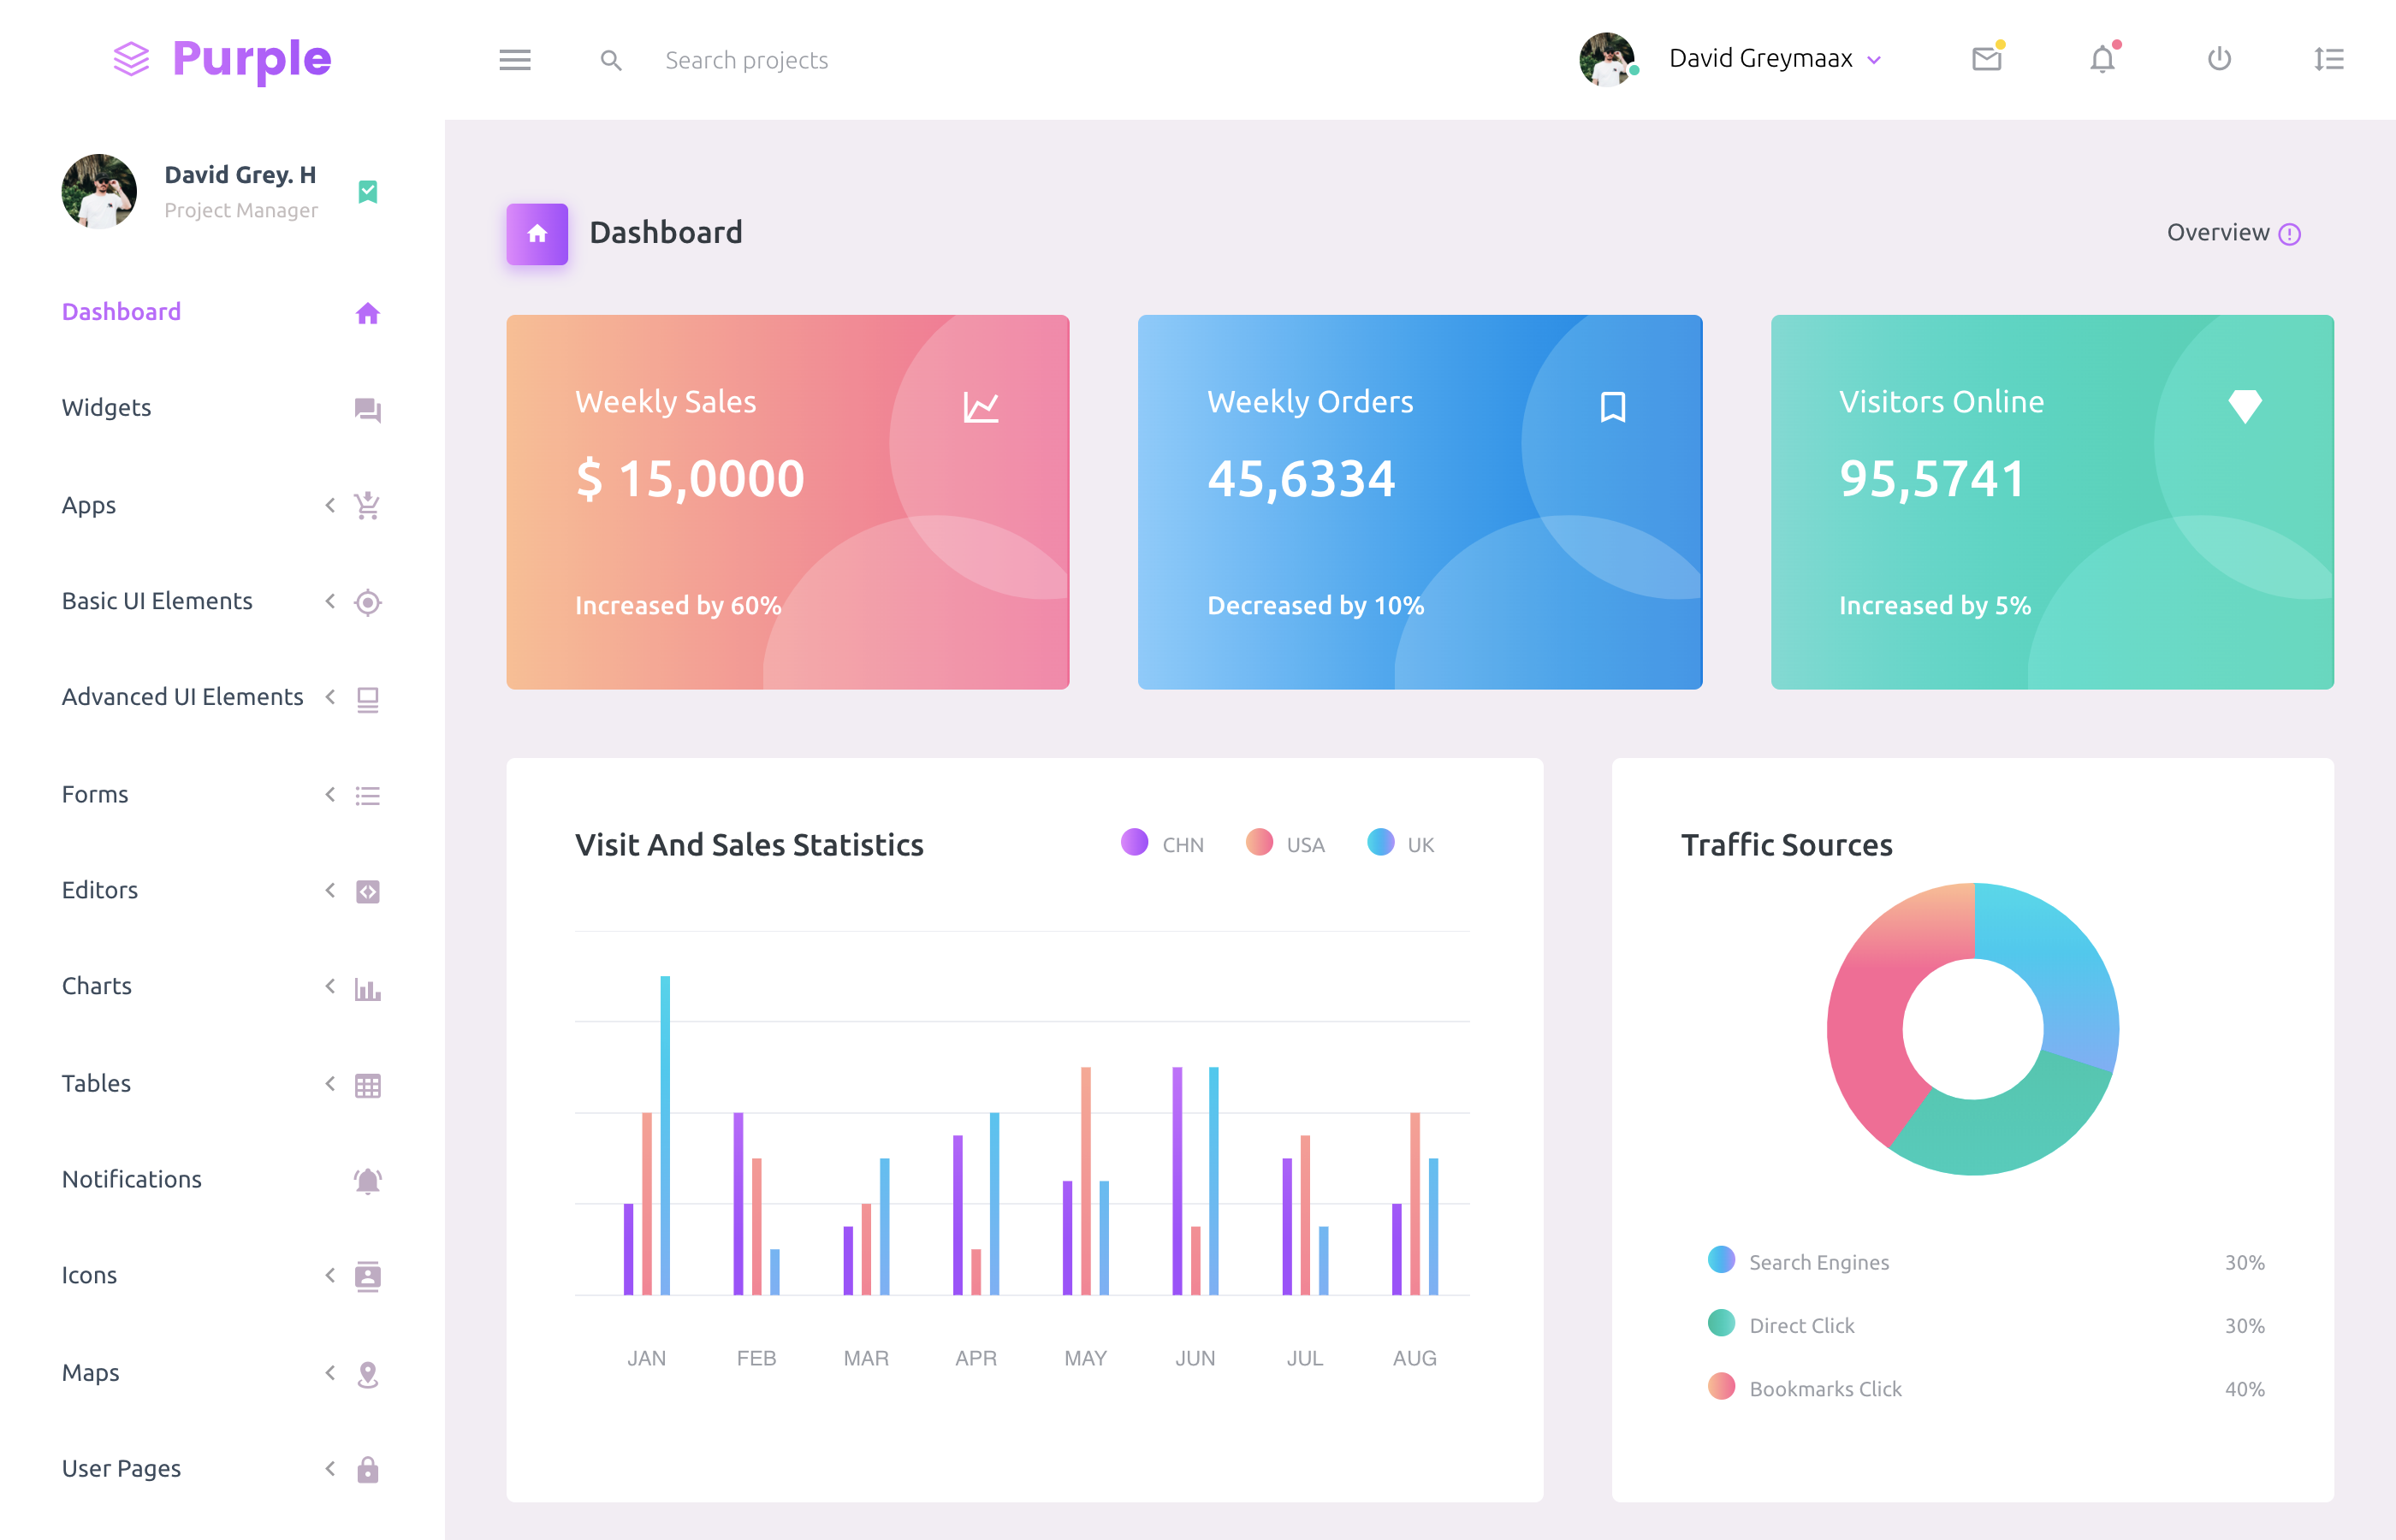 Purple
Search projects
David Greymaax
David Grey. H
Project Manager
Dashboard
Widgets
Apps
Basic UI Elements
Advanced UI Elements
Forms
Editors
Charts
Tables
Notifications
Icons
Maps
User Pages
Dashboard
Overview
Weekly Sales
$ 15,0000
Increased by 60%
Weekly Orders
45,6334
Decreased by 10%
Visitors Online
95,5741
Increased by 5%
Visit And Sales Statistics
CHN USA UK
JAN FEB MAR APR MAY JUN JUL AUG
Traffic Sources
Search Engines 30%
Direct Click 30%
Bookmarks Click 40%